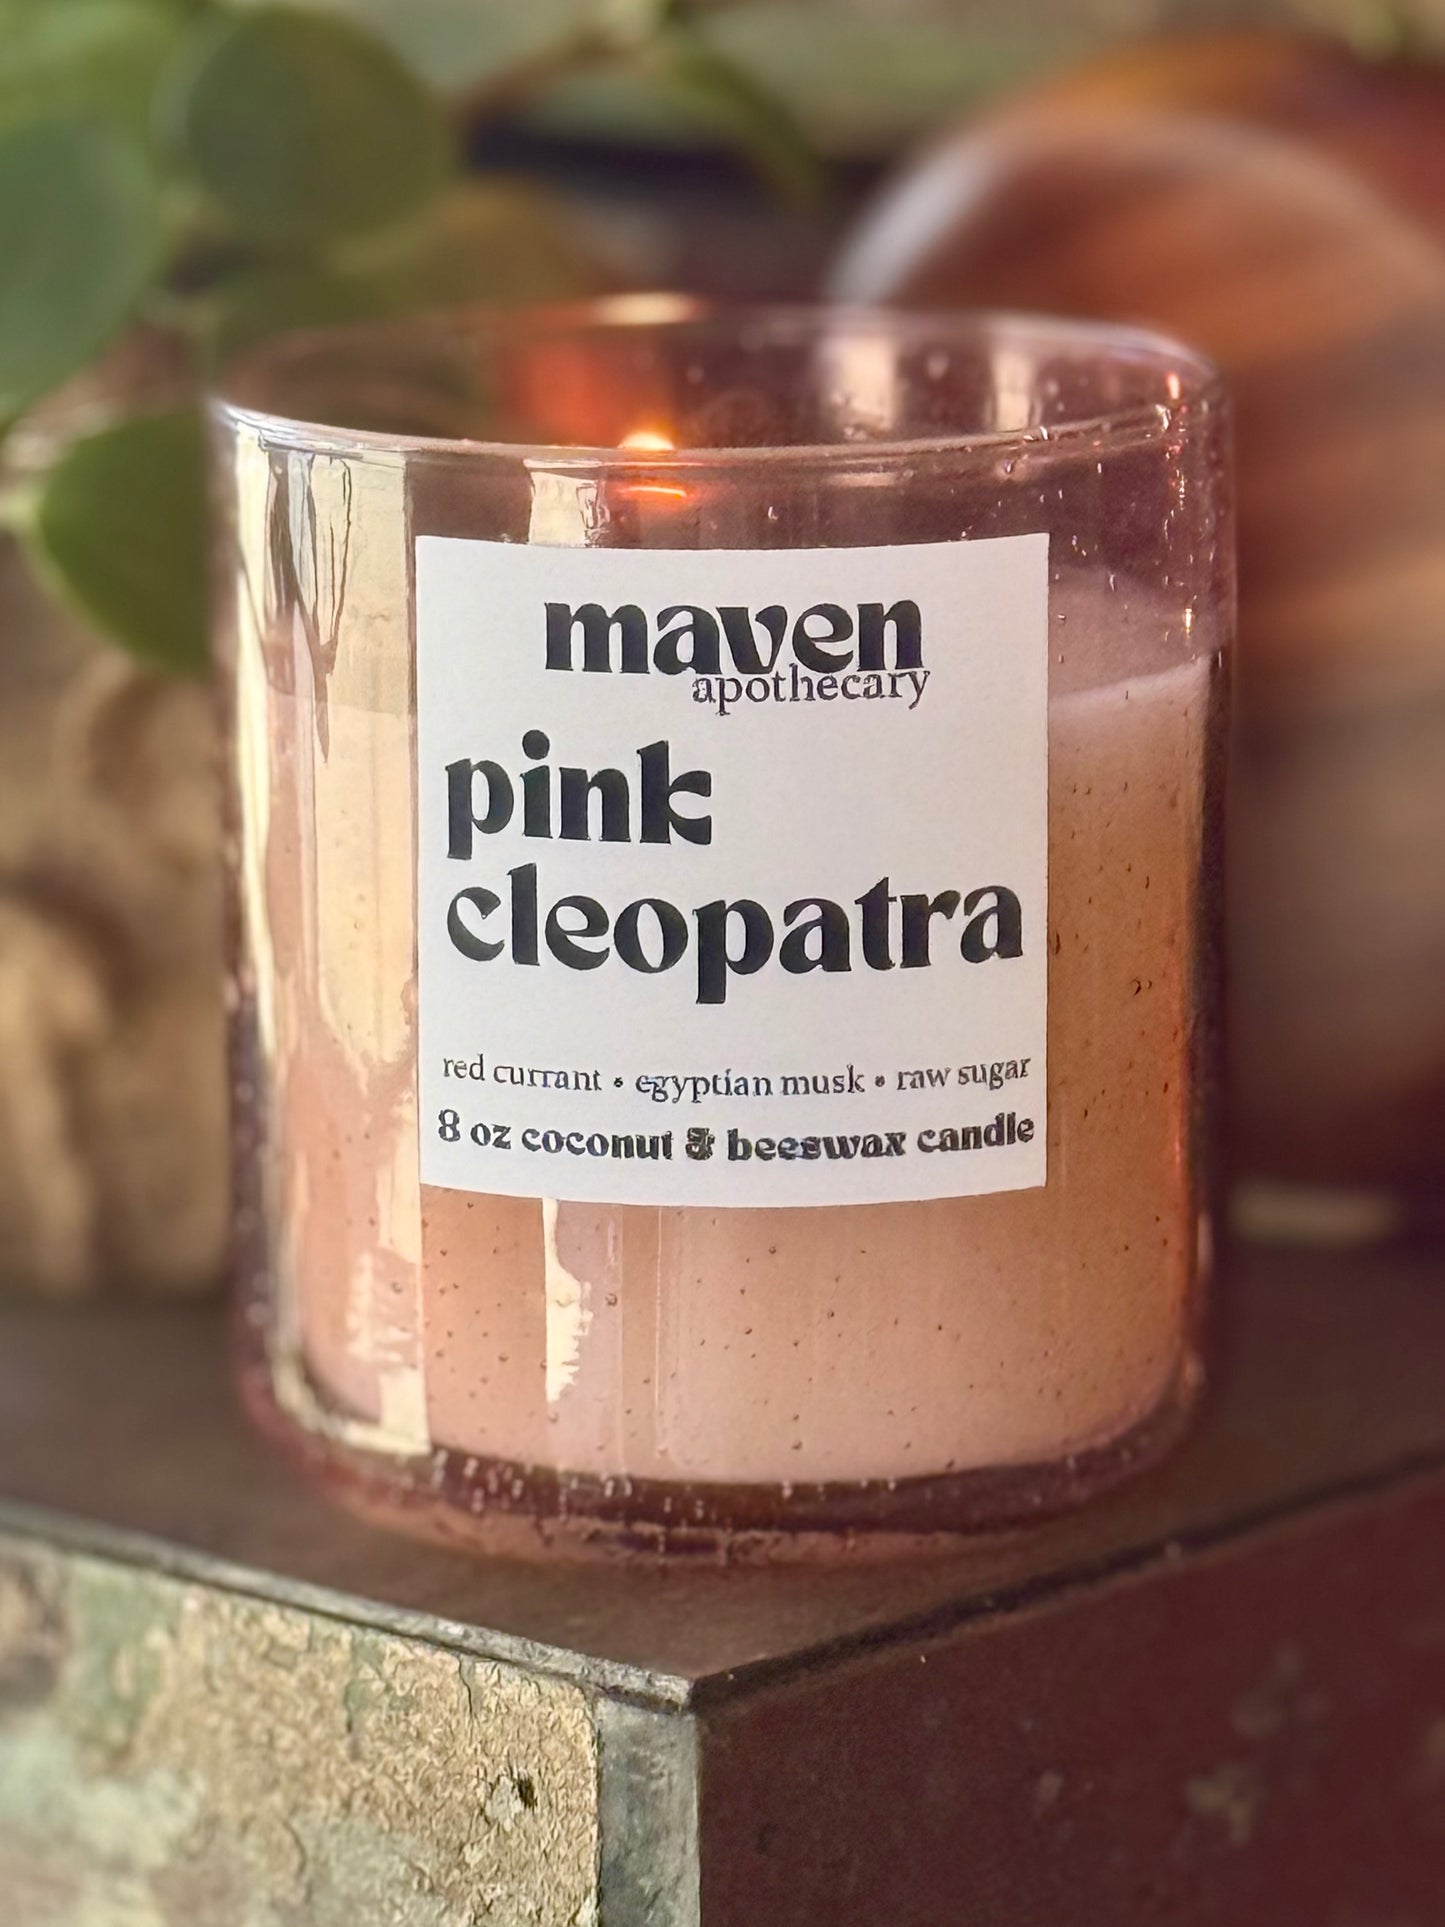 maven
apothecary
pink
cleopatra
red currant • egyptian musk • raw sugar
8 oz coconut & beeswax candle